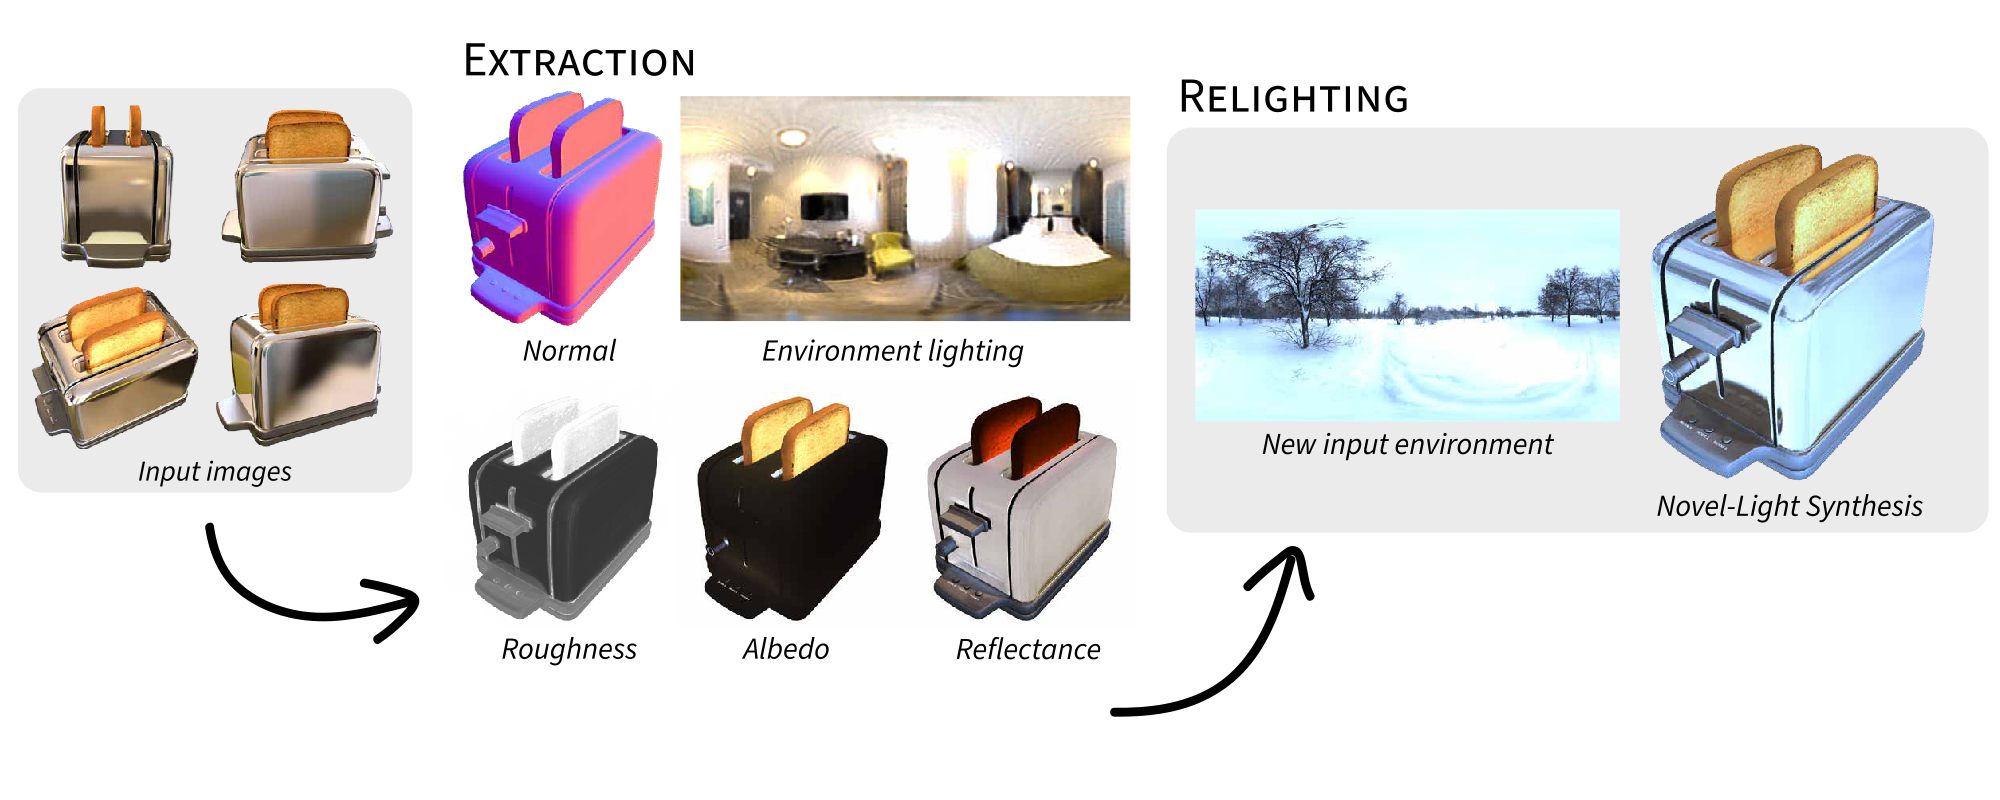 EXTRACTION
RELIGHTING
Input images
Normal
Environment lighting
Roughness
Albedo
Reflectance
New input environment
Novel-Light Synthesis